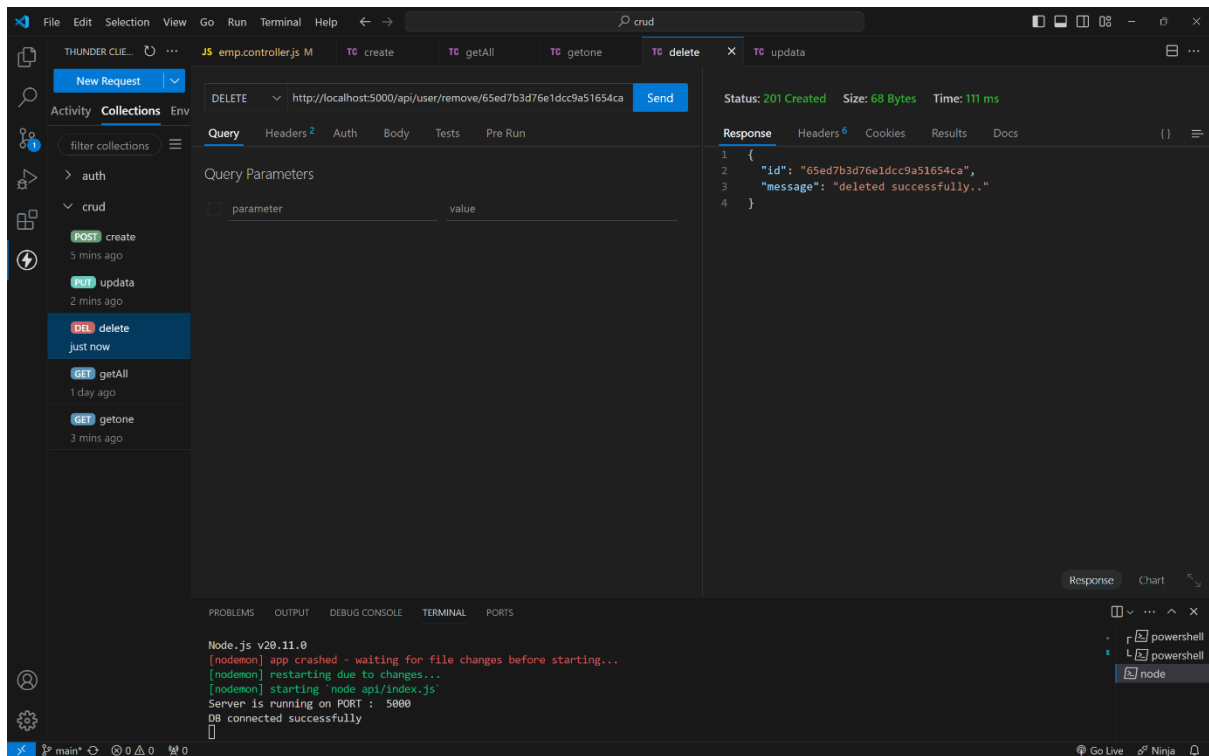 File Edit Selection View Go Run Terminal Help crud
THUNDER CLIE...
New Request
Activity Collections Env
filter collections
auth
crud
POST create
5 mins ago
PUT updata
2 mins ago
DEL delete
just now
GET getAll
1 day ago
GET getone
3 mins ago
JS emp.controller.js M TC create TC getAll TC getone TC delete TC updata
DELETE http://localhost:5000/api/user/remove/65ed7b3d76e1dcc9a51654ca Send
Query Headers 2 Auth Body Tests Pre Run
Query Parameters
parameter value
Status: 201 Created Size: 68 Bytes Time: 111 ms
Response Headers 6 Cookies Results Docs {}
1 {
2 "id": "65ed7b3d76e1dcc9a51654ca",
3 "message": "deleted successfully.."
4 }
Response Chart
PROBLEMS OUTPUT DEBUG CONSOLE TERMINAL PORTS
Node.js v20.11.0
[nodemon] app crashed - waiting for file changes before starting...
[nodemon] restarting due to changes...
[nodemon] starting `node api/index.js`
Server is running on PORT : 5000
DB connected successfully
powershell
powershell
node
1
main* 0 0 0 Go Live Ninja